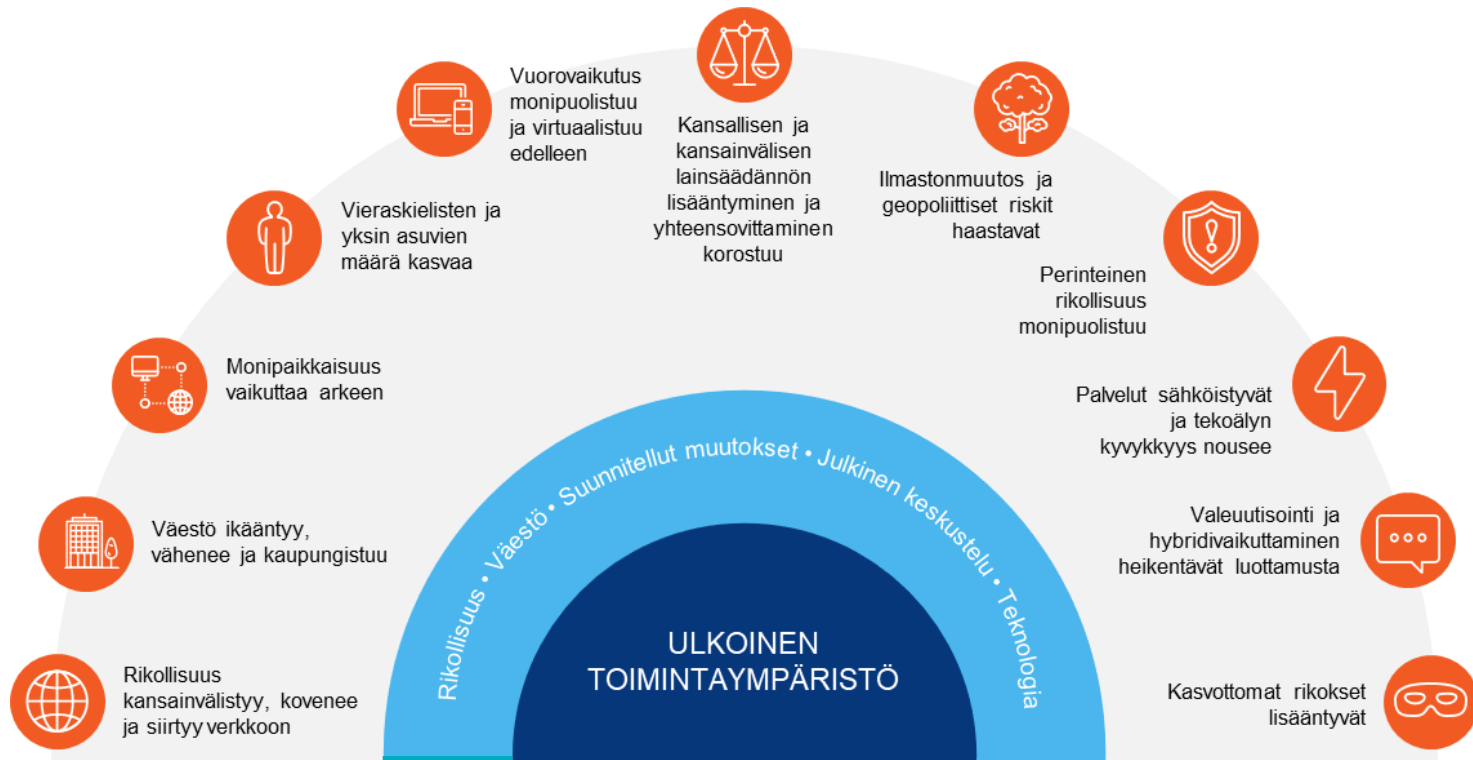 Vuorovaikutus
monipuolistuu
ja virtuaalistuu
edelleen
Kansallisen ja
kansainvälisen
lainsäädännön
lisääntyminen ja
yhteensovittaminen
korostuu
Ilmastonmuutos ja
geopoliittiset riskit
haastavat
Vieraskielisten ja
yksin asuvien
määrä kasvaa
Perinteinen
rikollisuus
monipuolistuu
Monipaikkaisuus
vaikuttaa arkeen
Palvelut sähköistyvät
ja tekoälyn
kyvykkyys nousee
Väestö ikääntyy,
vähenee ja kaupungistuu
Valeuutisointi ja
hybridivaikuttaminen
heikentävät luottamusta
Rikollisuus
kansainvälistyy, kovenee
ja siirtyy verkkoon
Kasvottomat rikokset
lisääntyvät
Rikollisuus • Väestö • Suunnitellut muutokset • Julkinen keskustelu • Teknologia
ULKOINEN
TOIMINTAYMPÄRISTÖ